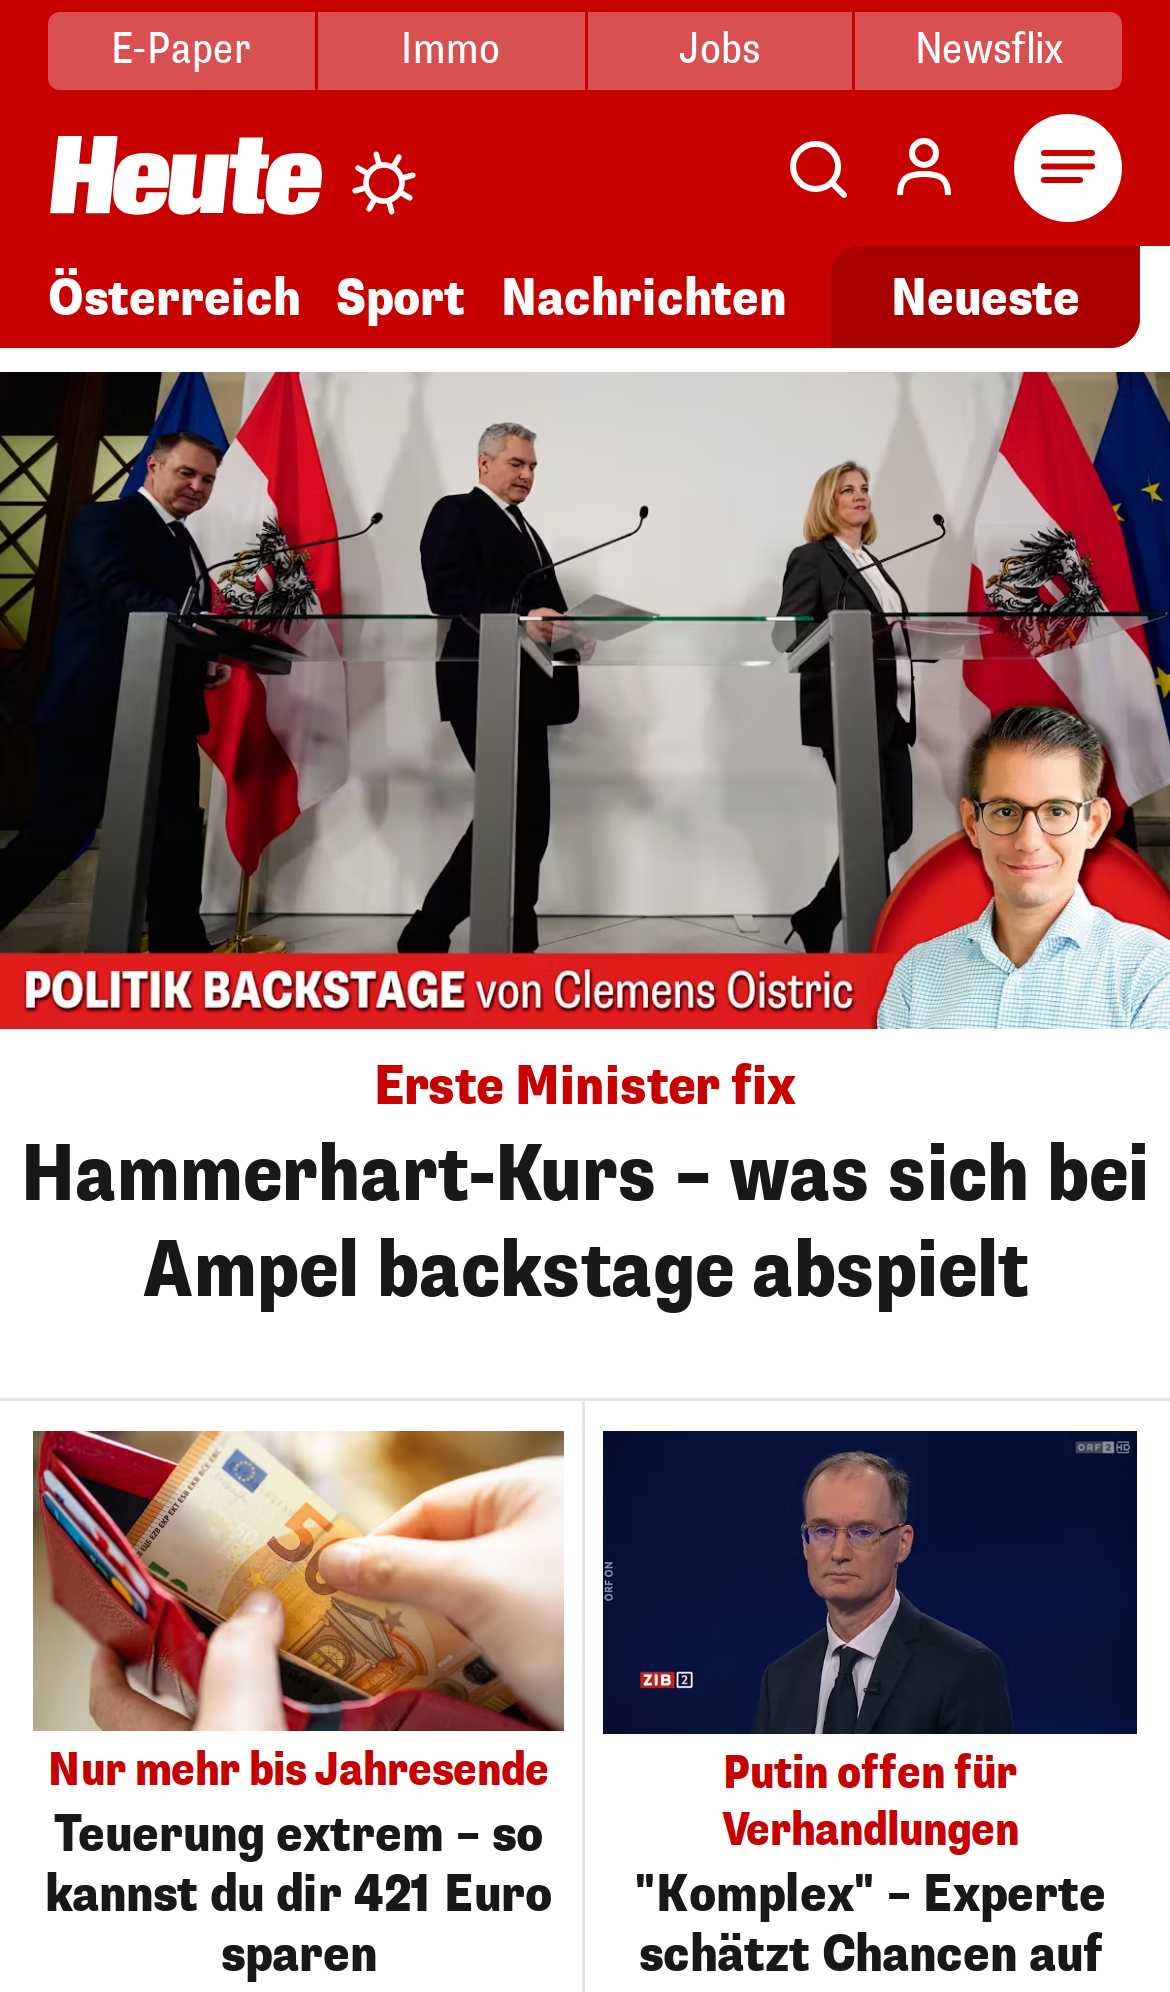 E-Paper
Immo
Jobs
Newsflix
Heute
Österreich
Sport
Nachrichten
Neueste
POLITIK BACKSTAGE von Clemens Oistric
Erste Minister fix
Hammerhart-Kurs – was sich bei
Ampel backstage abspielt
50
Nur mehr bis Jahresende
Teuerung extrem – so
kannst du dir 421 Euro
sparen
ORF 2 HD
ORF ON
ZIB 2
Putin offen für
Verhandlungen
"Komplex" – Experte
schätzt Chancen auf